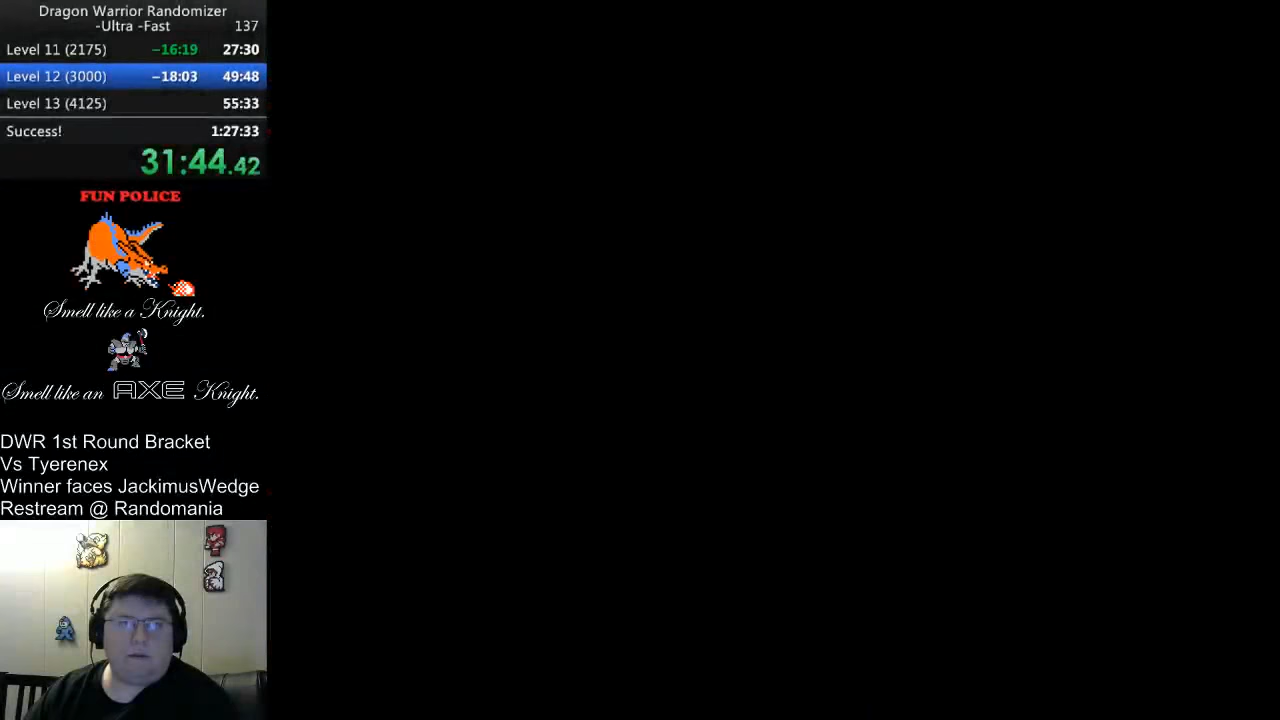 Dragon Warrior Randomizer
-Ultra -Fast 137
Level 11 (2175) −16:19 27:30
Level 12 (3000) −18:03 49:48
Level 13 (4125) 55:33
Success! 1:27:33
31:44.42
FUN POLICE
Smell like a Knight.
Smell like an AXE Knight.
DWR 1st Round Bracket
Vs Tyerenex
Winner faces JackimusWedge
Restream @ Randomania